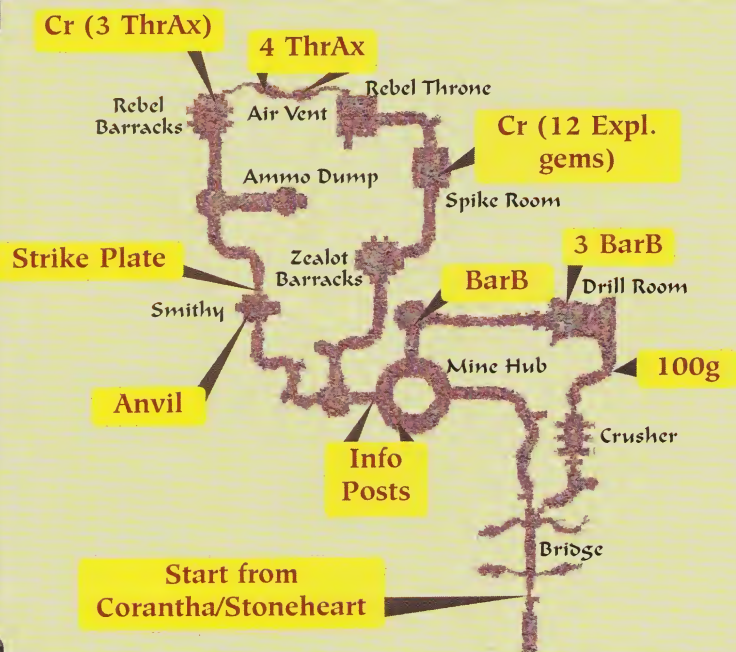 Cr (3 ThrAx)
4 ThrAx
Rebel Throne
Rebel
Barracks
Air Vent
Cr (12 Expl.
gems)
Ammo Dump
Spike Room
Strike Plate
Zealot
Barracks
3 BarB
BarB
Drill Room
Smithy
Mine Hub
100g
Anvil
Crusher
Info
Posts
Bridge
Start from
Corantha/Stoneheart